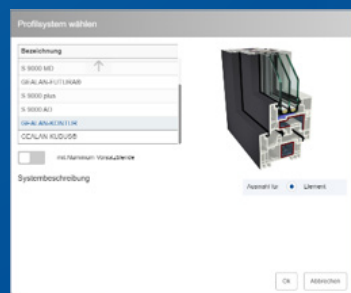 Profilsystem wählen
Bezeichnung
S 9000 MD
GEALAN-FUTURA®
S 9000 plus
S 9000 AD
GEALAN-KONTUR
GEALAN KUBUS®
mit Aluminium-Vorsatzblende
Systembeschreibung
Auswahl für
Element
Ok
Abbrechen